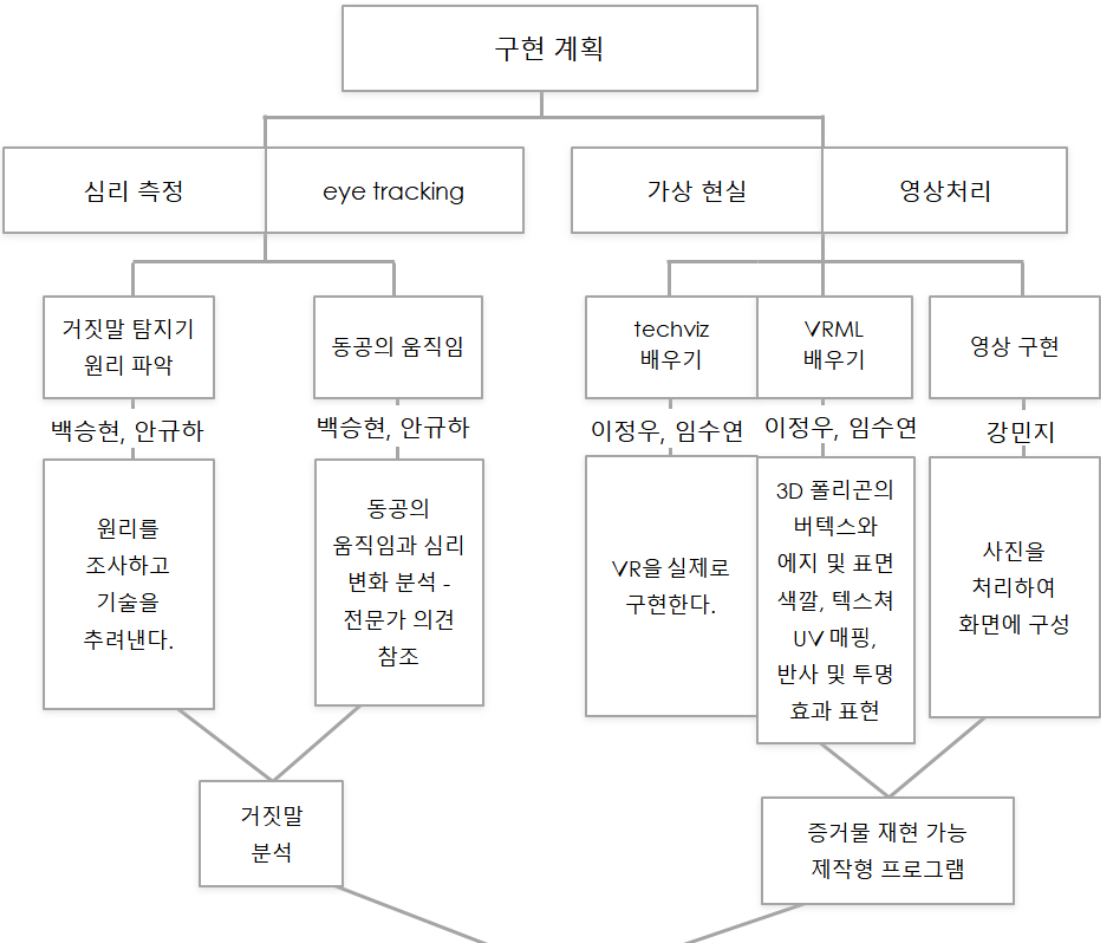 구현 계획
심리 측정
eye tracking
가상 현실
영상처리
거짓말 탐지기
원리 파악
동공의 움직임
techviz
배우기
VRML
배우기
영상 구현
백승현, 안규하
백승현, 안규하
이정우, 임수연
이정우, 임수연
강민지
원리를
조사하고
기술을
추려낸다.
동공의
움직임과 심리
변화 분석 -
전문가 의견
참조
VR을 실제로
구현한다.
3D 폴리곤의
버텍스와
에지 및 표면
색깔, 텍스쳐
UV 매핑,
반사 및 투명
효과 표현
사진을
처리하여
화면에 구성
거짓말
분석
증거물 재현 가능
제작형 프로그램